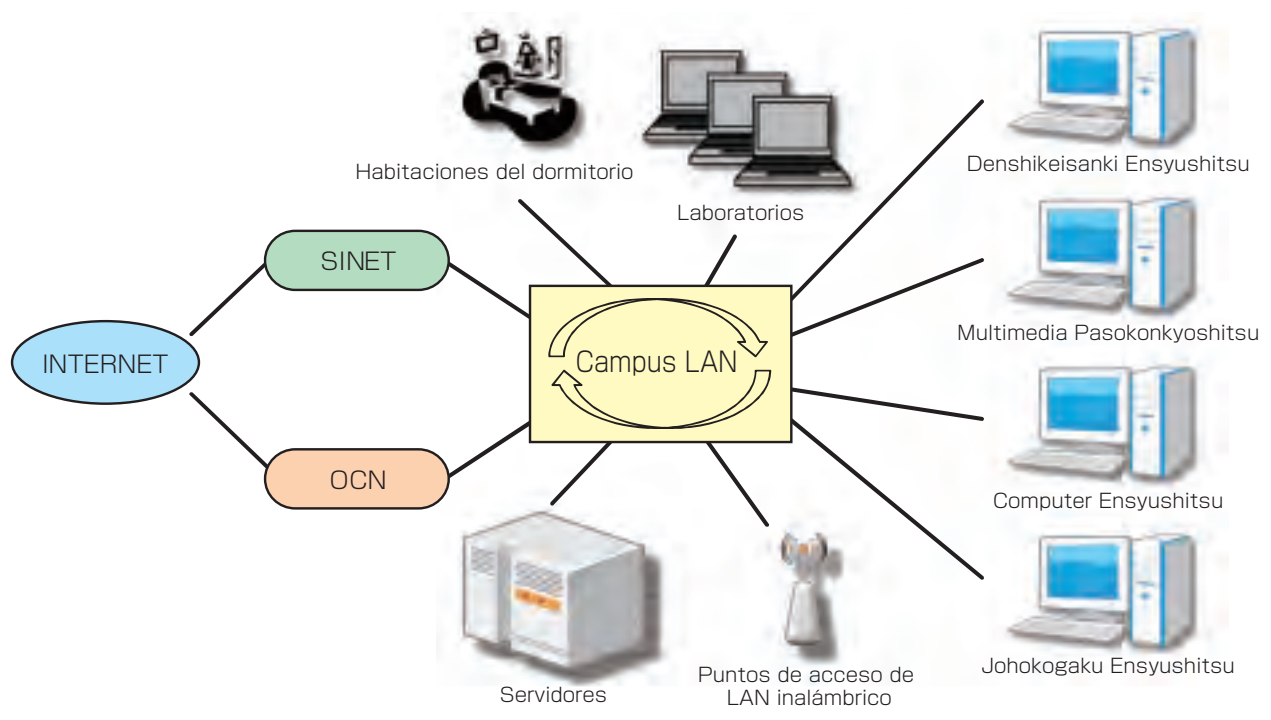 Habitaciones del dormitorio
Laboratorios
Denshikeisanki Ensyushitsu
SINET
Multimedia Pasokonkyoshitsu
INTERNET
Campus LAN
OCN
Computer Ensyushitsu
Servidores
Puntos de acceso de
LAN inalámbrico
Johokogaku Ensyushitsu